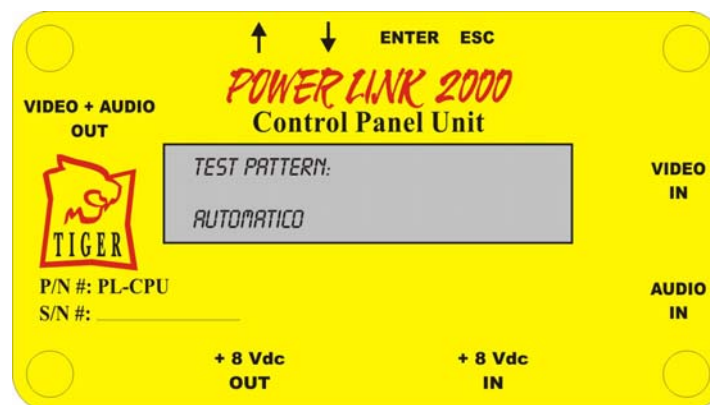 ↑ ↓ ENTER ESC
POWER LINK 2000
Control Panel Unit
VIDEO + AUDIO
OUT
TEST PATTERN:
AUTOMATICO
VIDEO
IN
TIGER
P/N #: PL-CPU
S/N #:
AUDIO
IN
+ 8 Vdc
OUT
+ 8 Vdc
IN